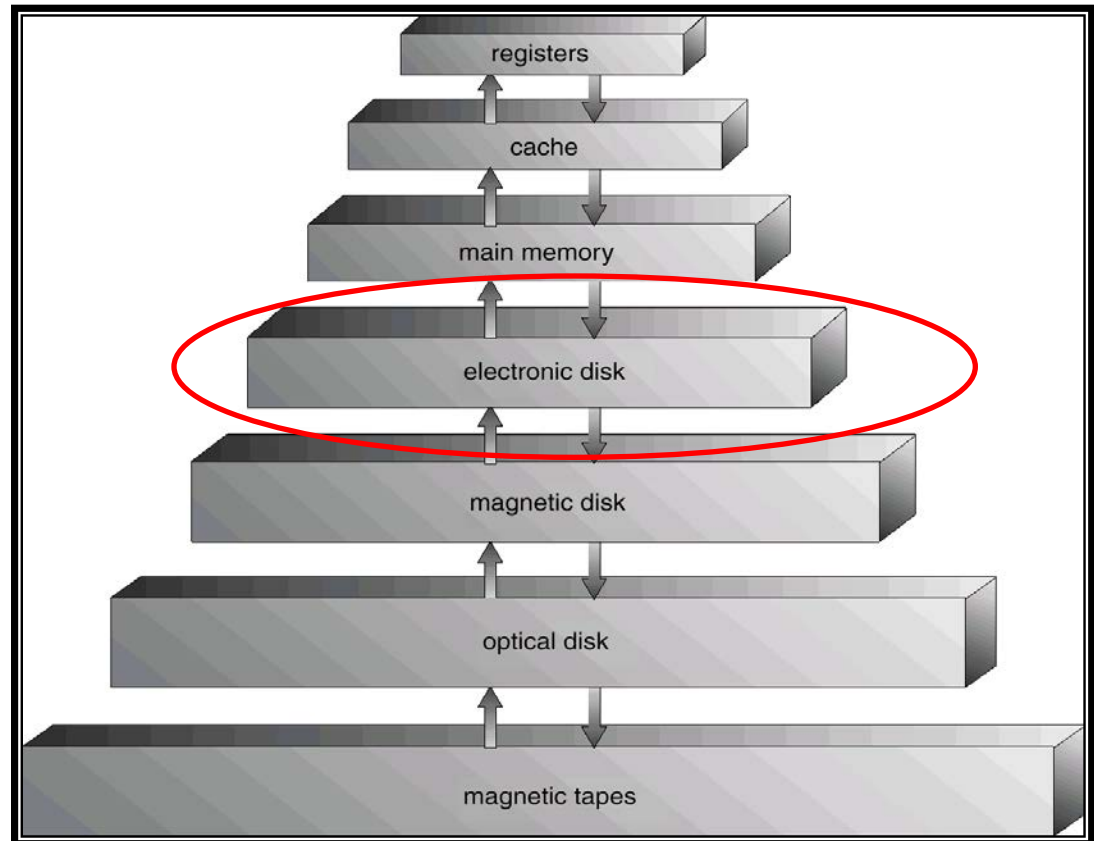 registers
cache
main memory
electronic disk
magnetic disk
optical disk
magnetic tapes